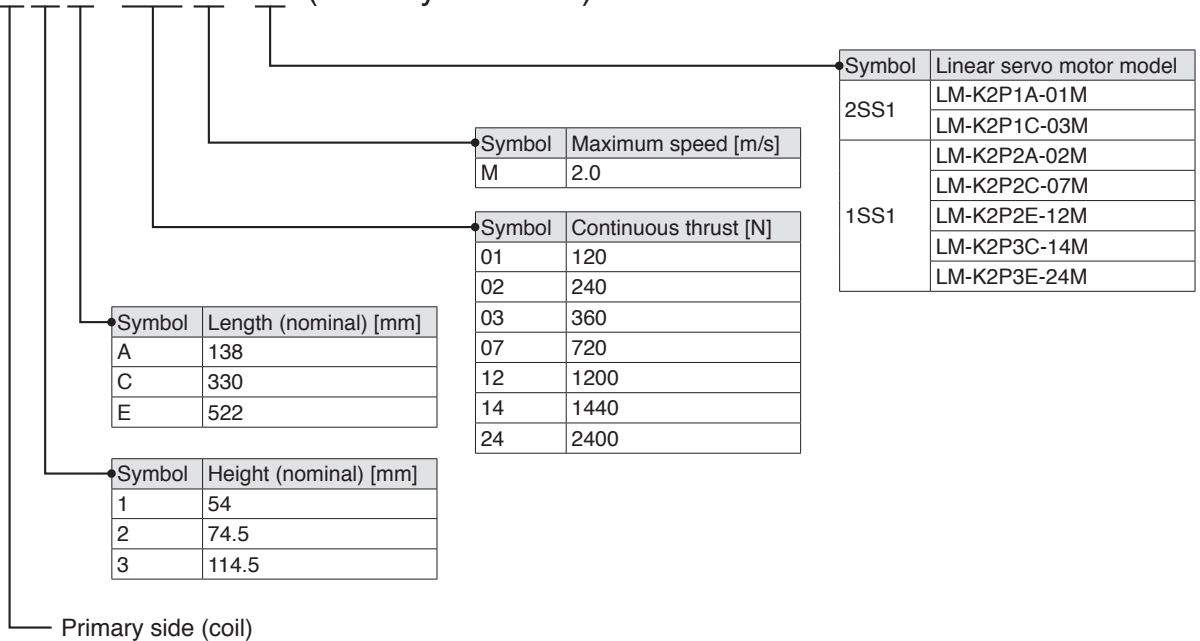 Symbol Linear servo motor model
2SS1 LM-K2P1A-01M
LM-K2P1C-03M
1SS1 LM-K2P2A-02M
LM-K2P2C-07M
LM-K2P2E-12M
LM-K2P3C-14M
LM-K2P3E-24M
Symbol Maximum speed [m/s]
M 2.0
Symbol Continuous thrust [N]
01 120
02 240
03 360
07 720
12 1200
14 1440
24 2400
Symbol Length (nominal) [mm]
A 138
C 330
E 522
Symbol Height (nominal) [mm]
1 54
2 74.5
3 114.5
Primary side (coil)